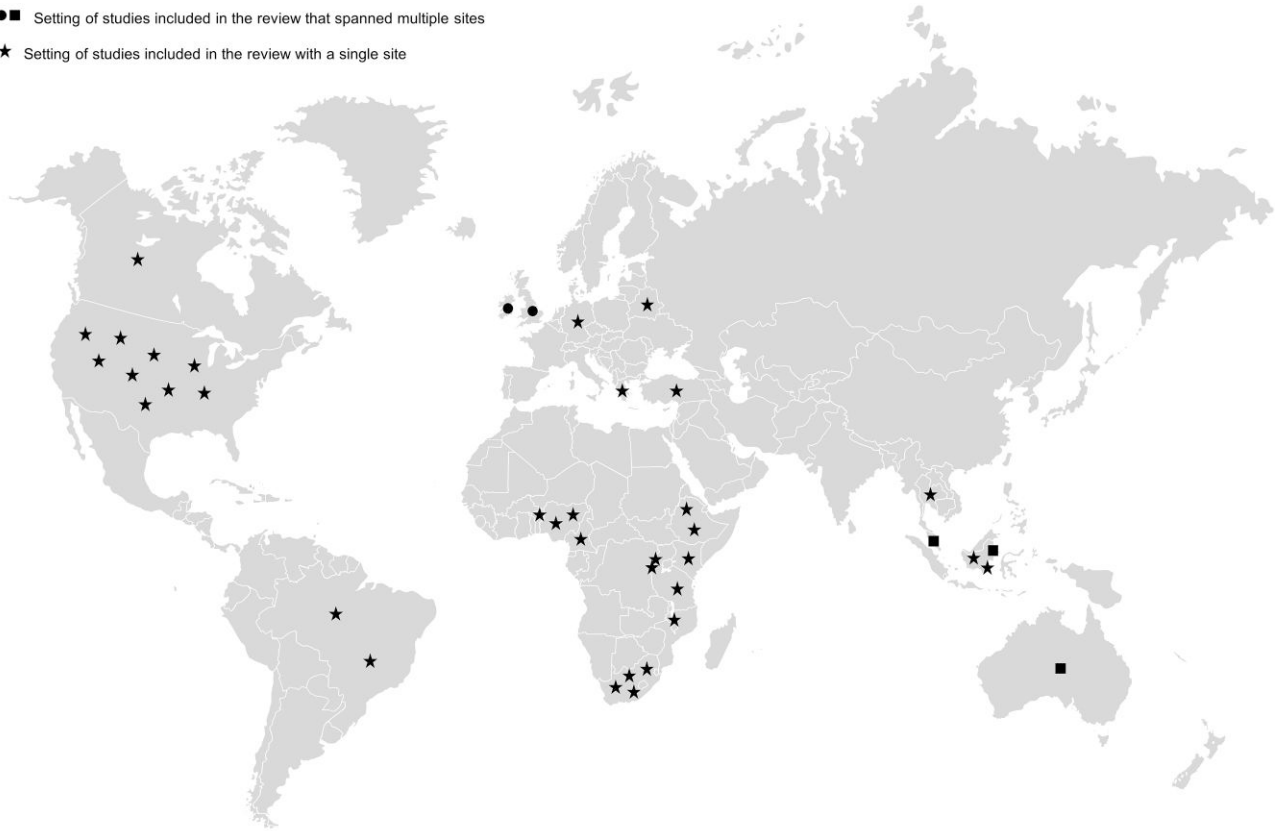 Setting of studies included in the review that spanned multiple sites
Setting of studies included in the review with a single site